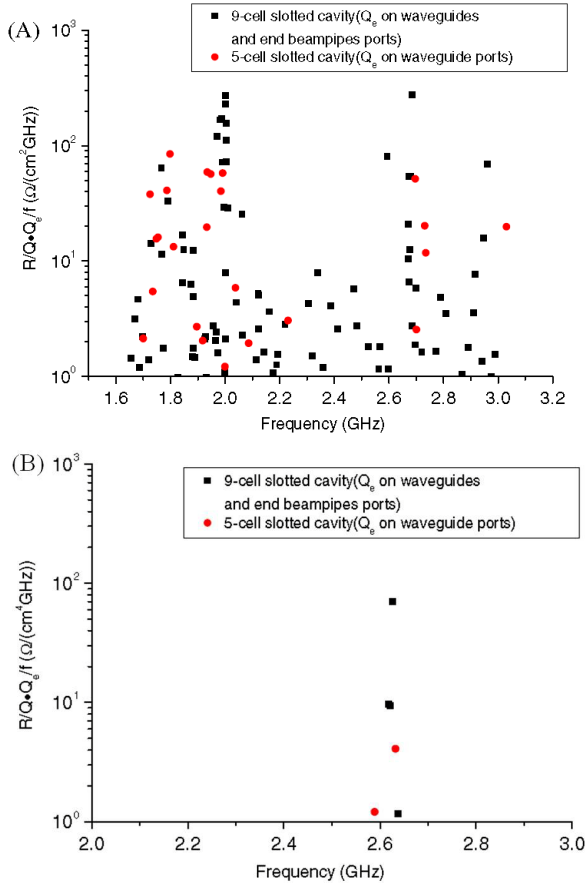 (A)
9-cell slotted cavity(Qe on waveguides
and end beampipes ports)
5-cell slotted cavity(Qe on waveguide ports)
R/Q•Qe/f (Ω/(cm²GHz))
10³
10²
10¹
10⁰
1.6 1.8 2.0 2.2 2.4 2.6 2.8 3.0 3.2
Frequency (GHz)
(B)
9-cell slotted cavity(Qe on waveguides
and end beampipes ports)
5-cell slotted cavity(Qe on waveguide ports)
R/Q•Qe/f (Ω/(cm⁴GHz))
10³
10²
10¹
10⁰
2.0 2.2 2.4 2.6 2.8 3.0
Frequency (GHz)